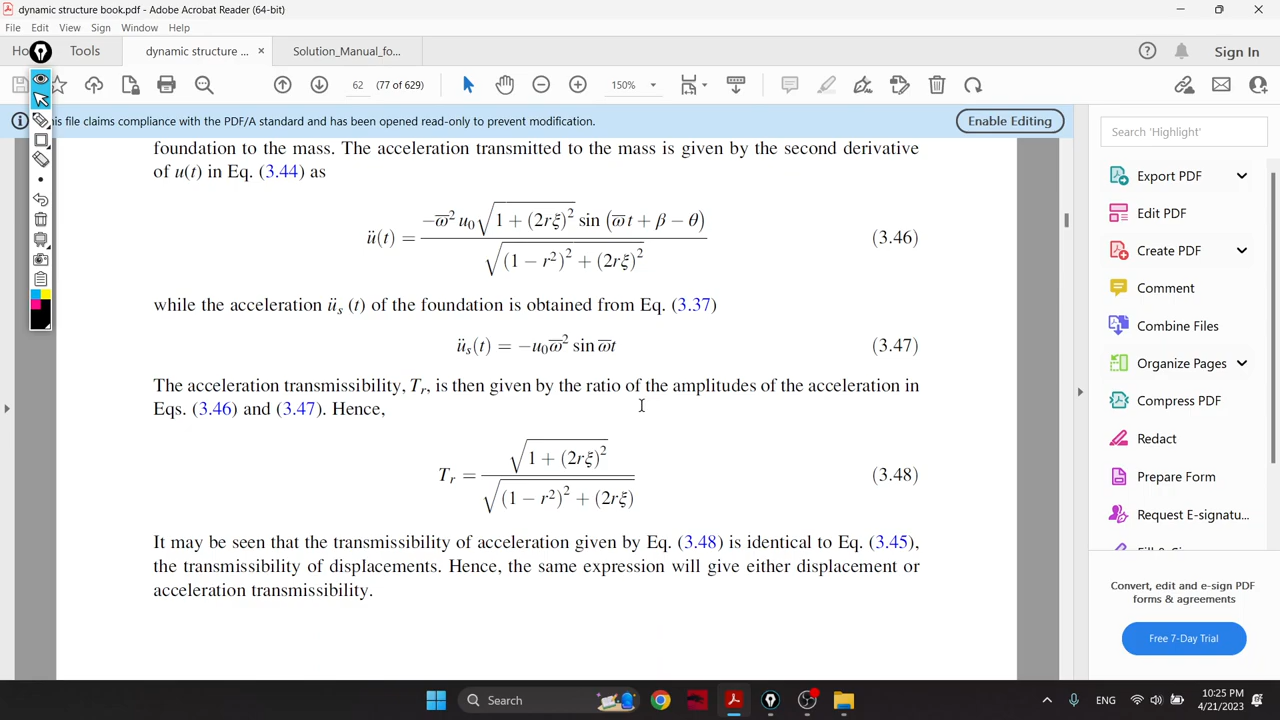 dynamic structure book.pdf - Adobe Acrobat Reader (64-bit)
File Edit View Sign Window Help
Tools dynamic structure ... × Solution_Manual_fo... Sign In
62 (77 of 629) 150%
file claims compliance with the PDF/A standard and has been opened read-only to prevent modification. Enable Editing
foundation to the mass. The acceleration transmitted to the mass is given by the second derivative
of u(t) in Eq. (3.44) as
ü(t) = −ω̅² u₀ √(1 + (2rξ)²) sin (ω̅ t + β − θ) / √((1 − r²)² + (2rξ)²) (3.46)
while the acceleration üₛ (t) of the foundation is obtained from Eq. (3.37)
üₛ(t) = −u₀ω̅² sin ω̅t (3.47)
The acceleration transmissibility, Tᵣ, is then given by the ratio of the amplitudes of the acceleration in
Eqs. (3.46) and (3.47). Hence,
Tᵣ = √(1 + (2rξ)²) / √((1 − r²)² + (2rξ)) (3.48)
It may be seen that the transmissibility of acceleration given by Eq. (3.48) is identical to Eq. (3.45),
the transmissibility of displacements. Hence, the same expression will give either displacement or
acceleration transmissibility.
Search 'Highlight'
Export PDF
Edit PDF
Create PDF
Comment
Combine Files
Organize Pages
Compress PDF
Redact
Prepare Form
Request E-signatu...
Convert, edit and e-sign PDF
forms & agreements
Free 7-Day Trial
Search
ENG
10:25 PM
4/21/2023